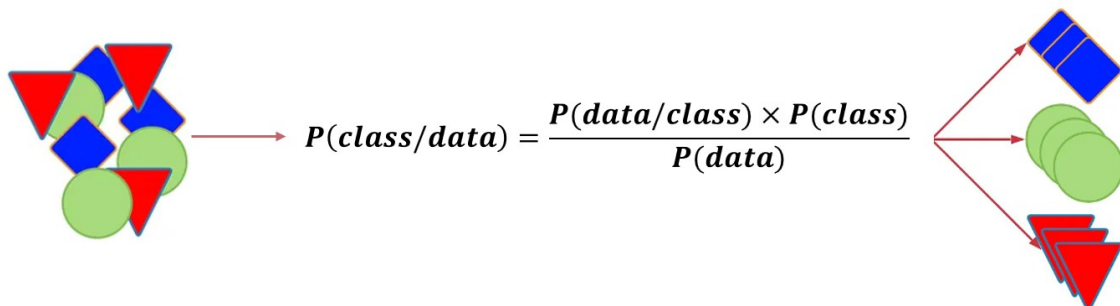 P(class/data) = P(data/class) × P(class)
P(data)